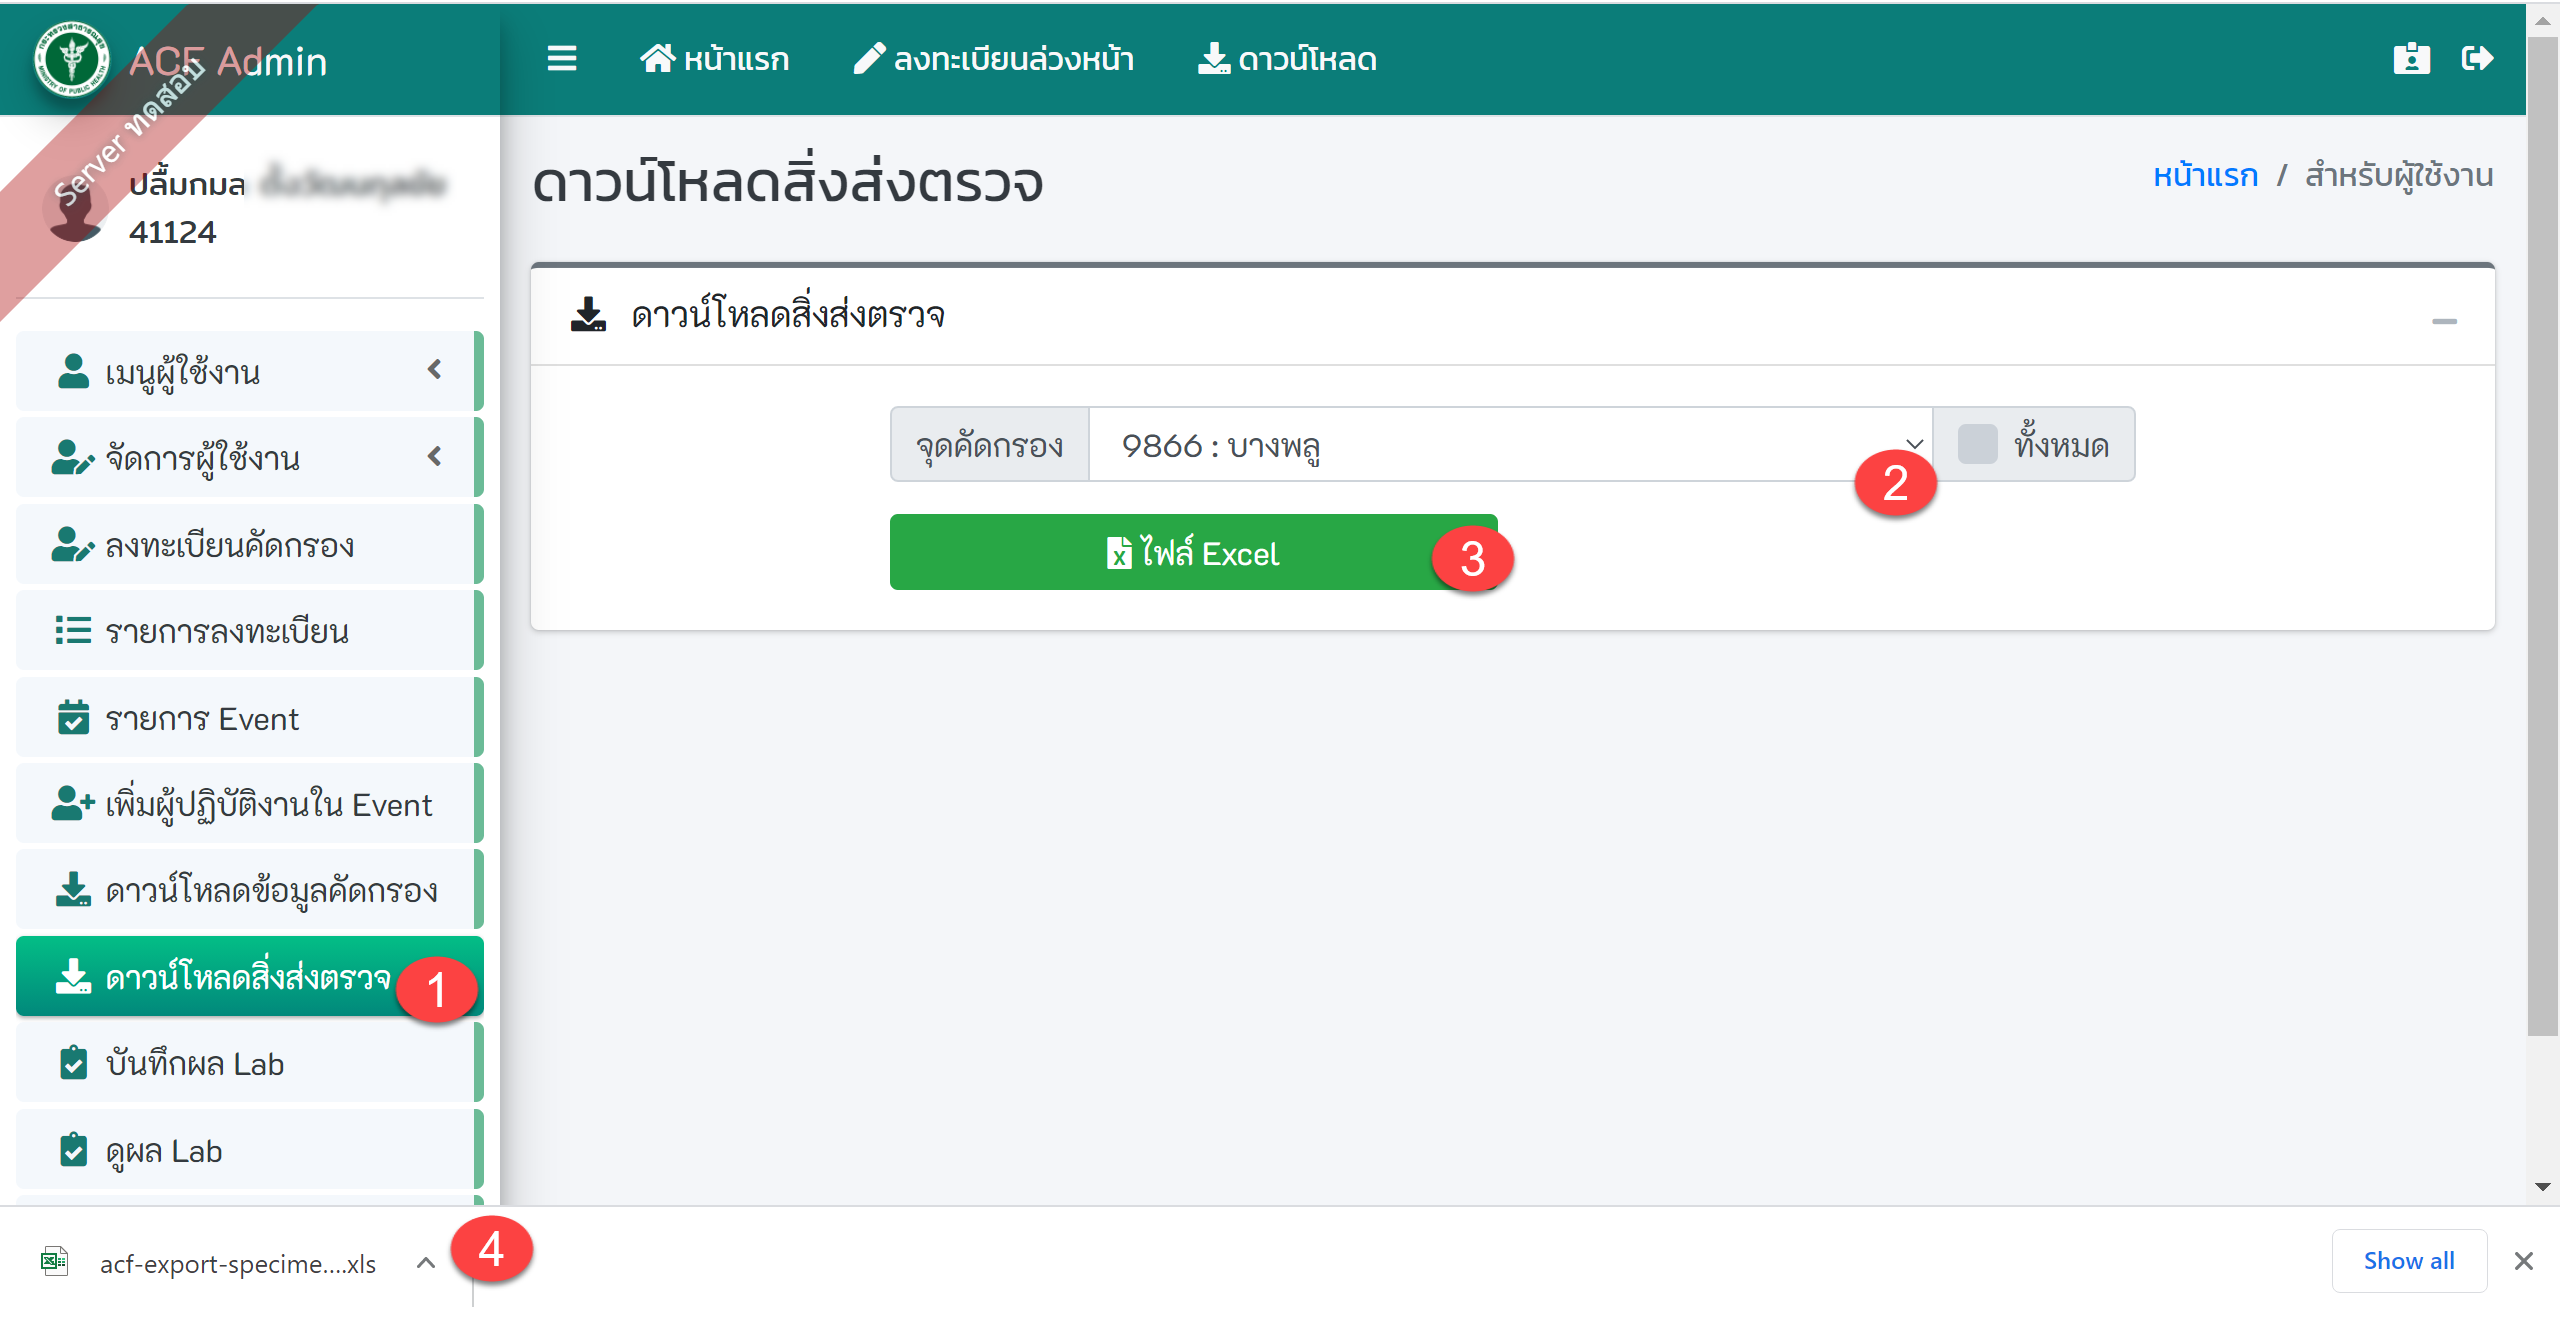 ACF Admin
Server ทดสอบ
ปลื้มกมล
41124
หน้าแรก
ลงทะเบียนล่วงหน้า
ดาวน์โหลด
ดาวน์โหลดสิ่งส่งตรวจ
หน้าแรก / สำหรับผู้ใช้งาน
เมนูผู้ใช้งาน
จัดการผู้ใช้งาน
ลงทะเบียนคัดกรอง
รายการลงทะเบียน
รายการ Event
เพิ่มผู้ปฏิบัติงานใน Event
ดาวน์โหลดข้อมูลคัดกรอง
ดาวน์โหลดสิ่งส่งตรวจ 1
บันทึกผล Lab
ดูผล Lab
ดาวน์โหลดสิ่งส่งตรวจ
จุดคัดกรอง 9866 : บางพลู 2 ทั้งหมด
ไฟล์ Excel 3
acf-export-specime....xls 4
Show all